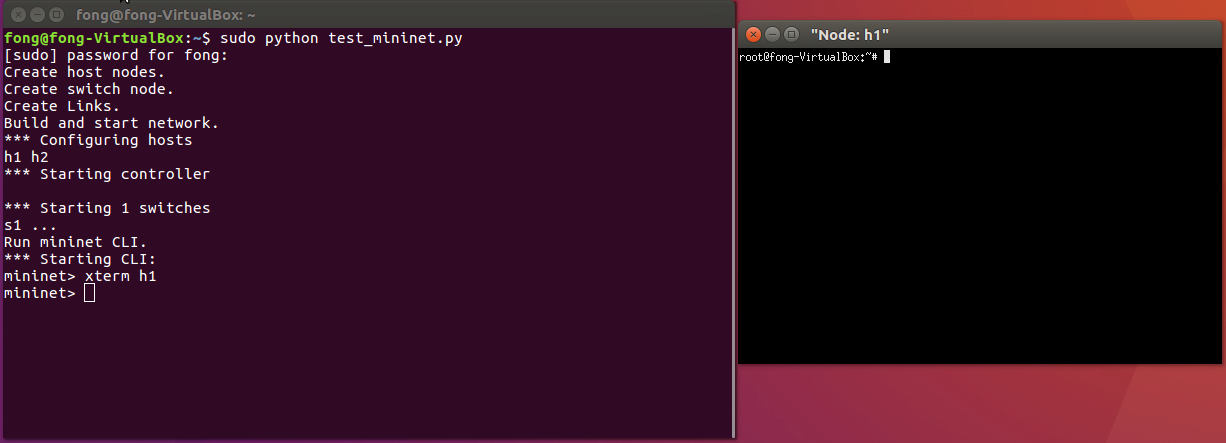 fong@fong-VirtualBox: ~
fong@fong-VirtualBox:~$ sudo python test_mininet.py
[sudo] password for fong:
Create host nodes.
Create switch node.
Create Links.
Build and start network.
*** Configuring hosts
h1 h2
*** Starting controller
*** Starting 1 switches
s1 ...
Run mininet CLI.
*** Starting CLI:
mininet> xterm h1
mininet>
"Node: h1"
root@fong-VirtualBox:~#